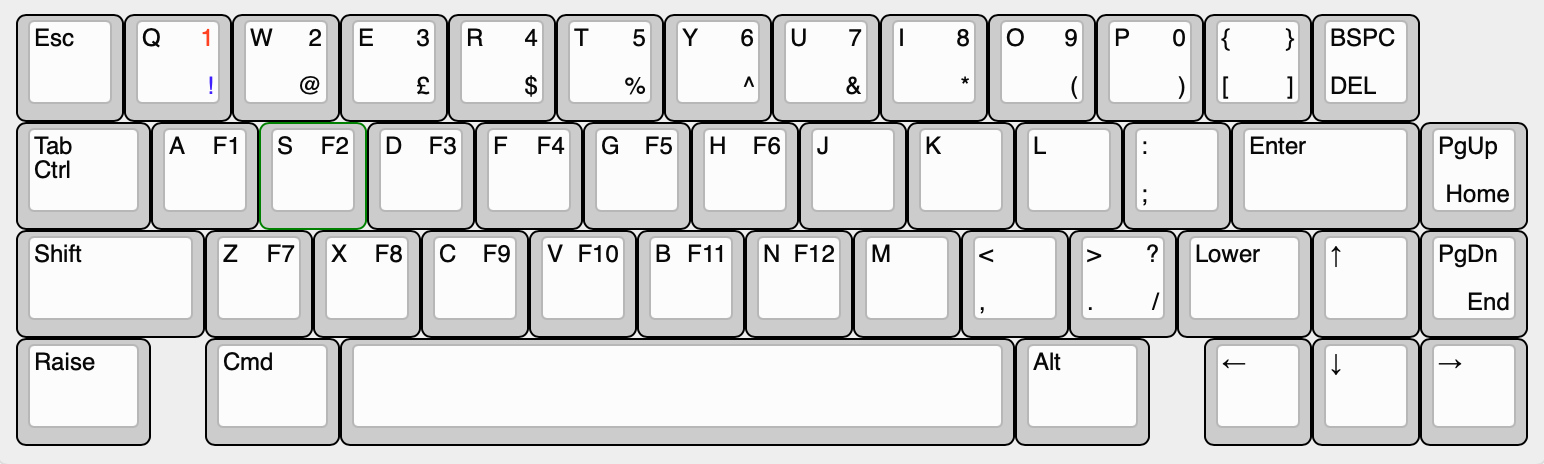 Esc Q 1 W 2 E 3 R 4 T 5 Y 6 U 7 I 8 O 9 P 0 { } BSPC
! @ £ $ % ^ & * ( ) [ ] DEL
Tab A F1 S F2 D F3 F F4 G F5 H F6 J K L : Enter PgUp
Ctrl
; Home
Shift Z F7 X F8 C F9 V F10 B F11 N F12 M < > ? Lower ↑ PgDn
, . / End
Raise Cmd Alt ← ↓ →